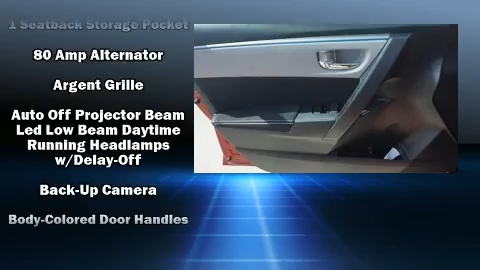 1 Seatback Storage Pocket
80 Amp Alternator
Argent Grille
Auto Off Projector Beam
Led Low Beam Daytime
Running Headlamps
w/Delay-Off
Back-Up Camera
Body-Colored Door Handles